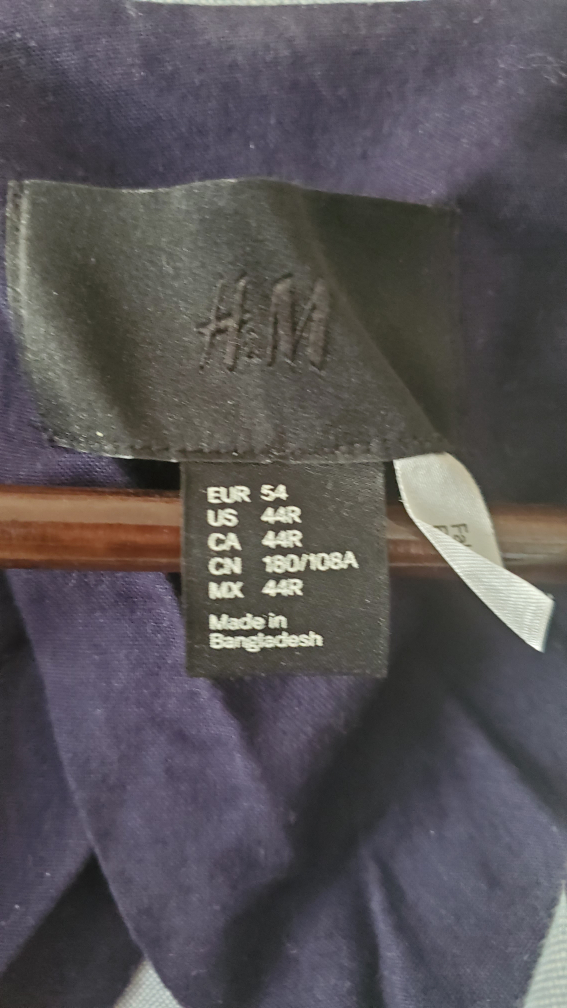 H&M
EUR 54
US 44R
CA 44R
CN 180/108A
MX 44R
Made in
Bangladesh